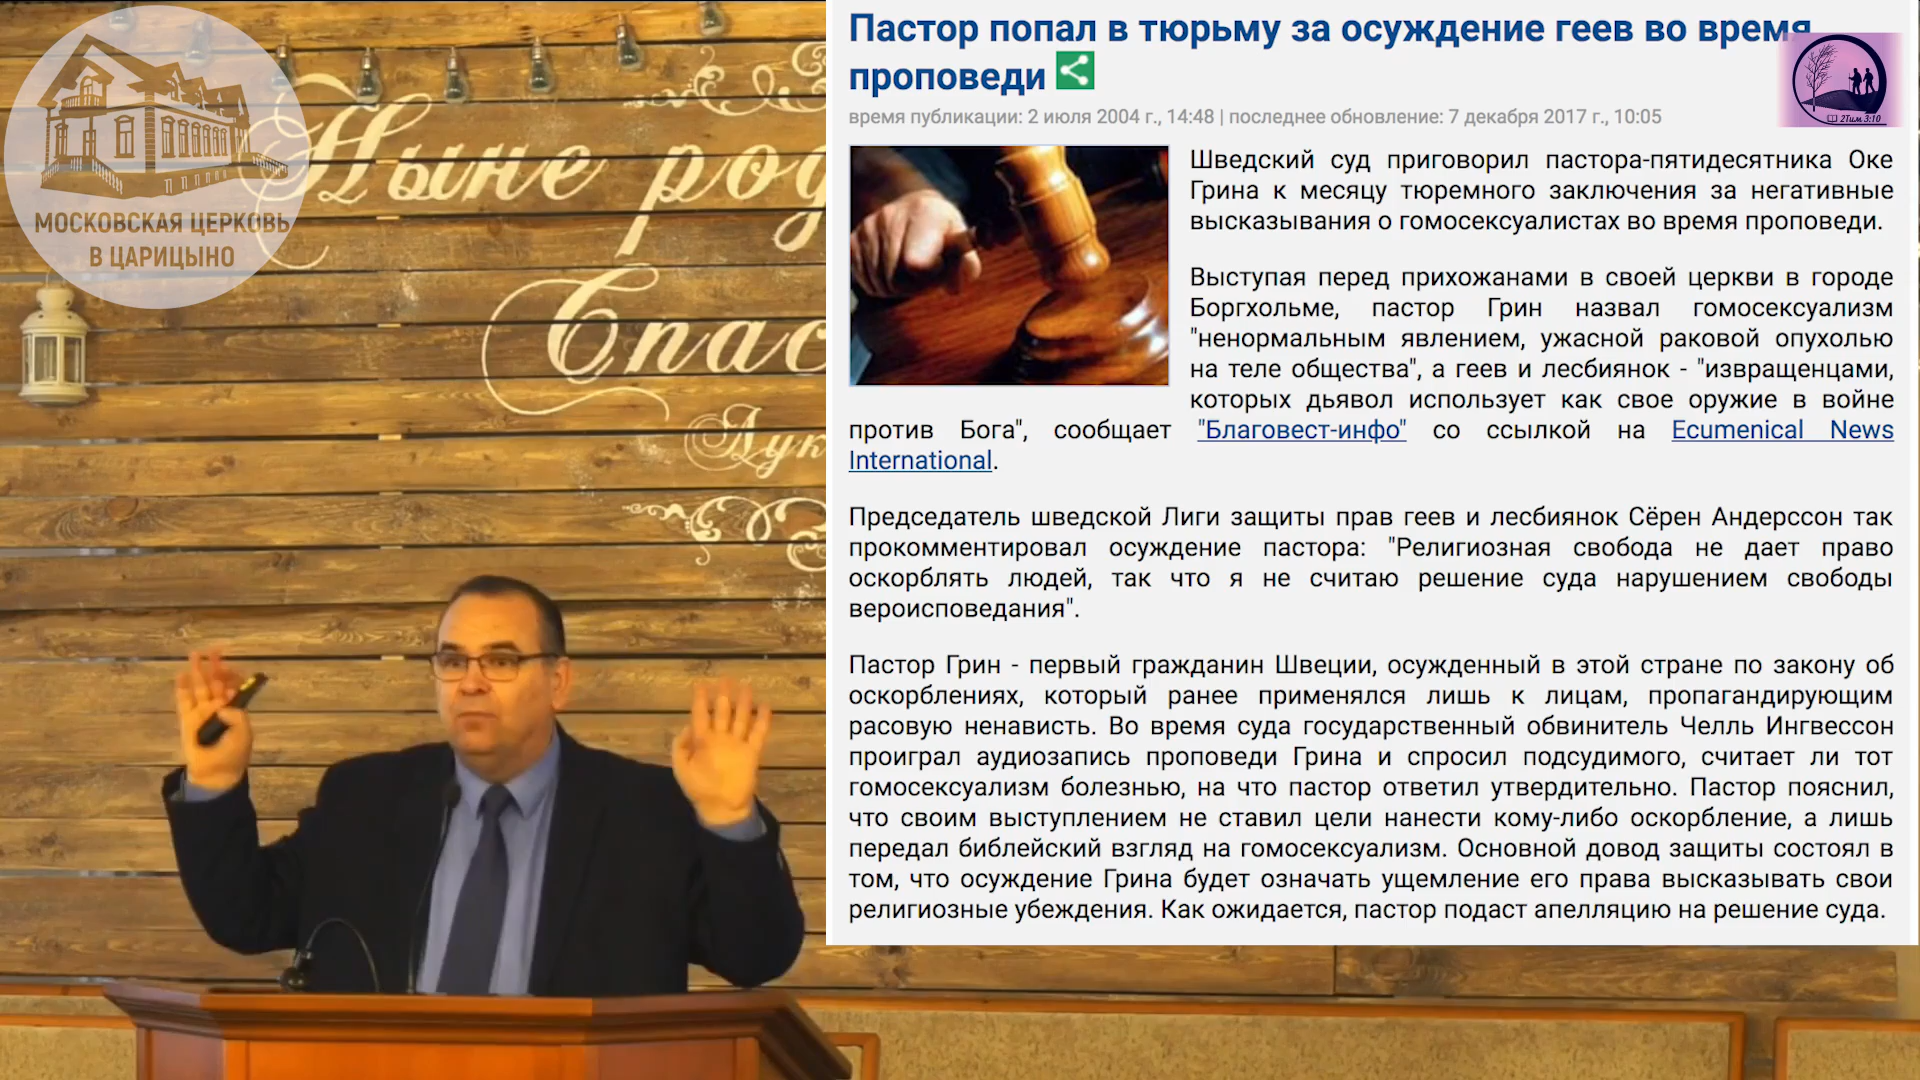 МОСКОВСКАЯ ЦЕРКОВЬ
В ЦАРИЦЫНО
Ныне род
Спас
Лук
Пастор попал в тюрьму за осуждение геев во время
проповеди
время публикации: 2 июля 2004 г., 14:48 | последнее обновление: 7 декабря 2017 г., 10:05
2Тим 3:10
Шведский суд приговорил пастора-пятидесятника Оке
Грина к месяцу тюремного заключения за негативные
высказывания о гомосексуалистах во время проповеди.
Выступая перед прихожанами в своей церкви в городе
Боргхольме, пастор Грин назвал гомосексуализм
"ненормальным явлением, ужасной раковой опухолью
на теле общества", а геев и лесбиянок - "извращенцами,
которых дьявол использует как свое оружие в войне
против Бога", сообщает "Благовест-инфо" со ссылкой на Ecumenical News
International.
Председатель шведской Лиги защиты прав геев и лесбиянок Сёрен Андерссон так
прокомментировал осуждение пастора: "Религиозная свобода не дает право
оскорблять людей, так что я не считаю решение суда нарушением свободы
вероисповедания".
Пастор Грин - первый гражданин Швеции, осужденный в этой стране по закону об
оскорблениях, который ранее применялся лишь к лицам, пропагандирующим
расовую ненависть. Во время суда государственный обвинитель Челль Ингвессон
проиграл аудиозапись проповеди Грина и спросил подсудимого, считает ли тот
гомосексуализм болезнью, на что пастор ответил утвердительно. Пастор пояснил,
что своим выступлением не ставил цели нанести кому-либо оскорбление, а лишь
передал библейский взгляд на гомосексуализм. Основной довод защиты состоял в
том, что осуждение Грина будет означать ущемление его права высказывать свои
религиозные убеждения. Как ожидается, пастор подаст апелляцию на решение суда.